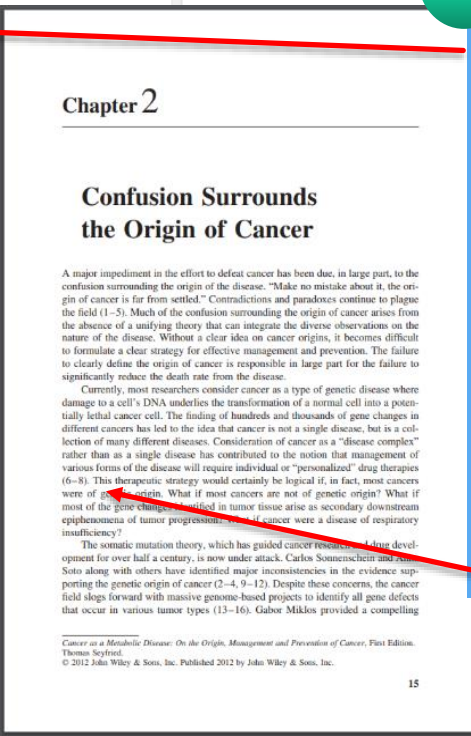 Chapter 2
Confusion Surrounds
the Origin of Cancer
A major impediment in the effort to defeat cancer has been due, in large part, to the
confusion surrounding the origin of the disease. "Make no mistake about it, the ori-
gin of cancer is far from settled." Contradictions and paradoxes continue to plague
the field (1–5). Much of the confusion surrounding the origin of cancer arises from
the absence of a unifying theory that can integrate the diverse observations on the
nature of the disease. Without a clear idea on cancer origins, it becomes difficult
to formulate a clear strategy for effective management and prevention. The failure
to clearly define the origin of cancer is responsible in large part for the failure to
significantly reduce the death rate from the disease.
Currently, most researchers consider cancer as a type of genetic disease where
damage to a cell's DNA underlies the transformation of a normal cell into a poten-
tially lethal cancer cell. The finding of hundreds and thousands of gene changes in
different cancers has led to the idea that cancer is not a single disease, but is a col-
lection of many different diseases. Consideration of cancer as a "disease complex"
rather than as a single disease has contributed to the notion that management of
various forms of the disease will require individual or "personalized" drug therapies
(6–8). This therapeutic strategy would certainly be logical if, in fact, most cancers
were of origin. What if most cancers are not of genetic origin? What if
most of the gene changes identified in tumor tissue arise as secondary downstream
epiphenomena of tumor progression? What if cancer were a disease of respiratory
insufficiency?
The somatic mutation theory, which has guided cancer research and drug devel-
opment for over half a century, is now under attack. Carlos Sonnenschein and
Soto along with others have identified major inconsistencies in the evidence sup-
porting the genetic origin of cancer (2–4, 9–12). Despite these concerns, the cancer
field slogs forward with massive genome-based projects to identify all gene defects
that occur in various tumor types (13–16). Gabor Miklos provided a compelling
Cancer as a Metabolic Disease: On the Origin, Management and Prevention of Cancer, First Edition.
Thomas Seyfried.
© 2012 John Wiley & Sons, Inc. Published 2012 by John Wiley & Sons, Inc.
15